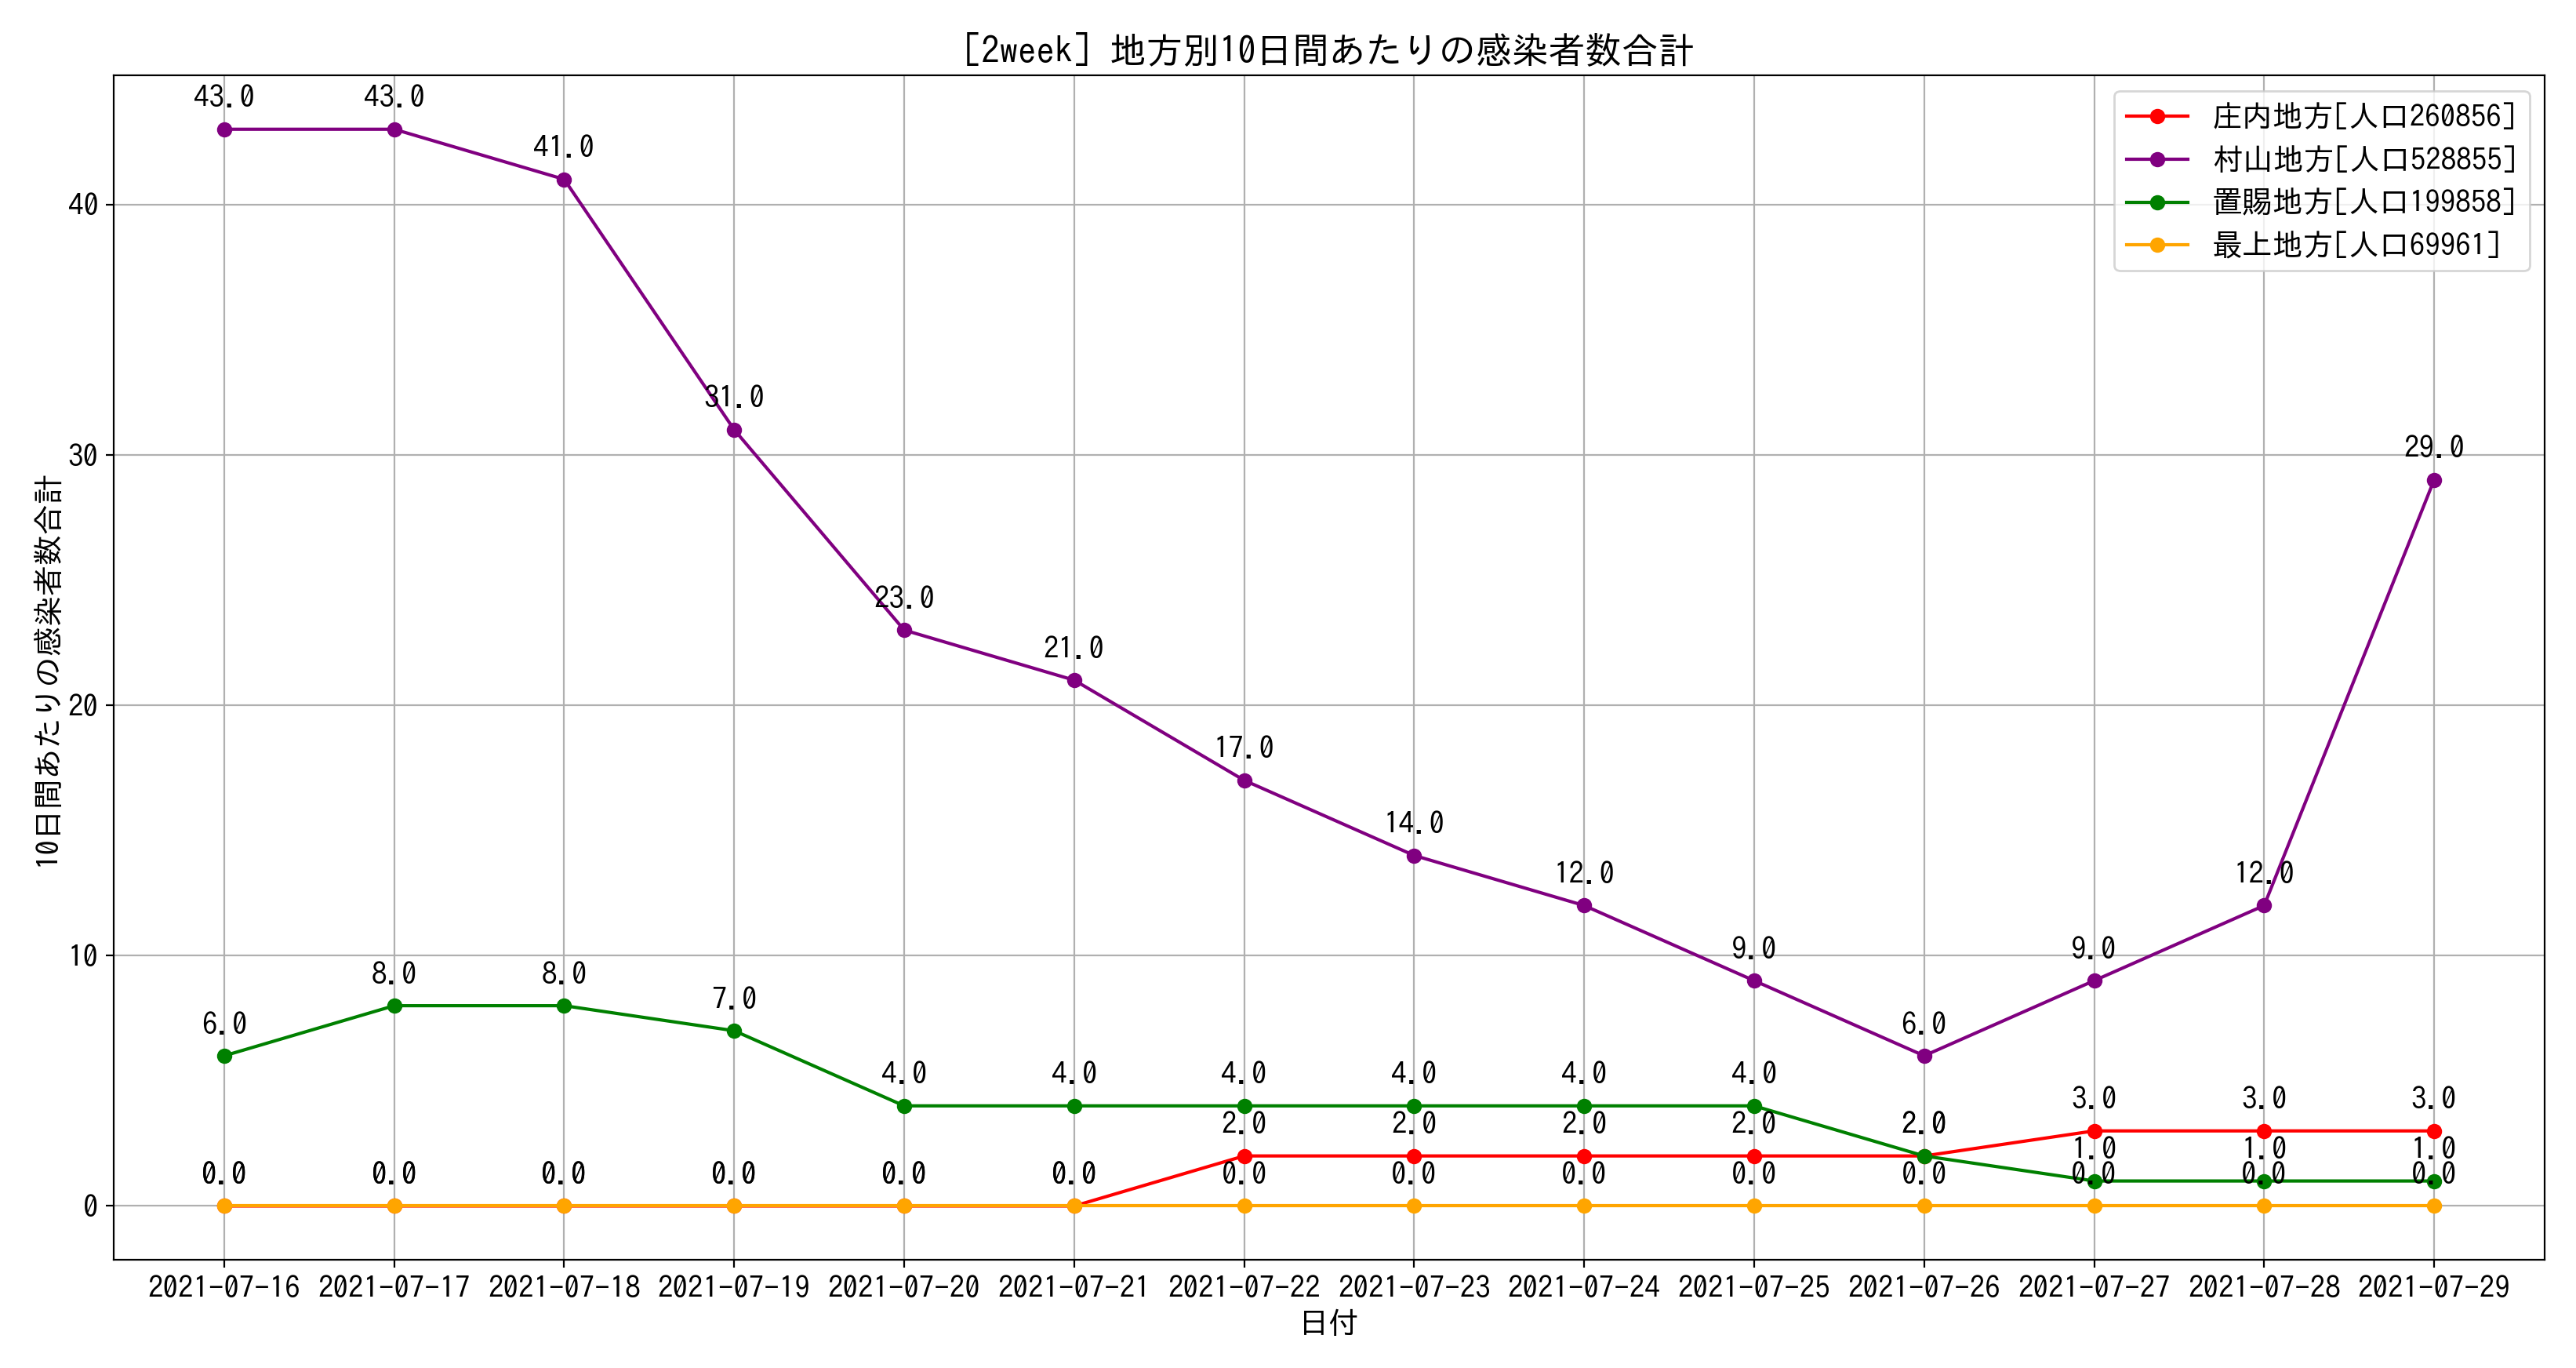 [2week] 地方別10日間あたりの感染者数合計
庄内地方[人口260856]
村山地方[人口528855]
置賜地方[人口199858]
最上地方[人口69961]
10日間あたりの感染者数合計
40
30
20
10
0
43.0 43.0 41.0 31.0 23.0 21.0 17.0 14.0 12.0 9.0 6.0 9.0 12.0 29.0
6.0 8.0 8.0 7.0 4.0 4.0 4.0 4.0 4.0 4.0 2.0 1.0 1.0 1.0
2.0 2.0 2.0 2.0 3.0 3.0 3.0
0.0 0.0 0.0 0.0 0.0 0.0 0.0 0.0 0.0 0.0 0.0 0.0 0.0 0.0
2021-07-16 2021-07-17 2021-07-18 2021-07-19 2021-07-20 2021-07-21 2021-07-22 2021-07-23 2021-07-24 2021-07-25 2021-07-26 2021-07-27 2021-07-28 2021-07-29
日付